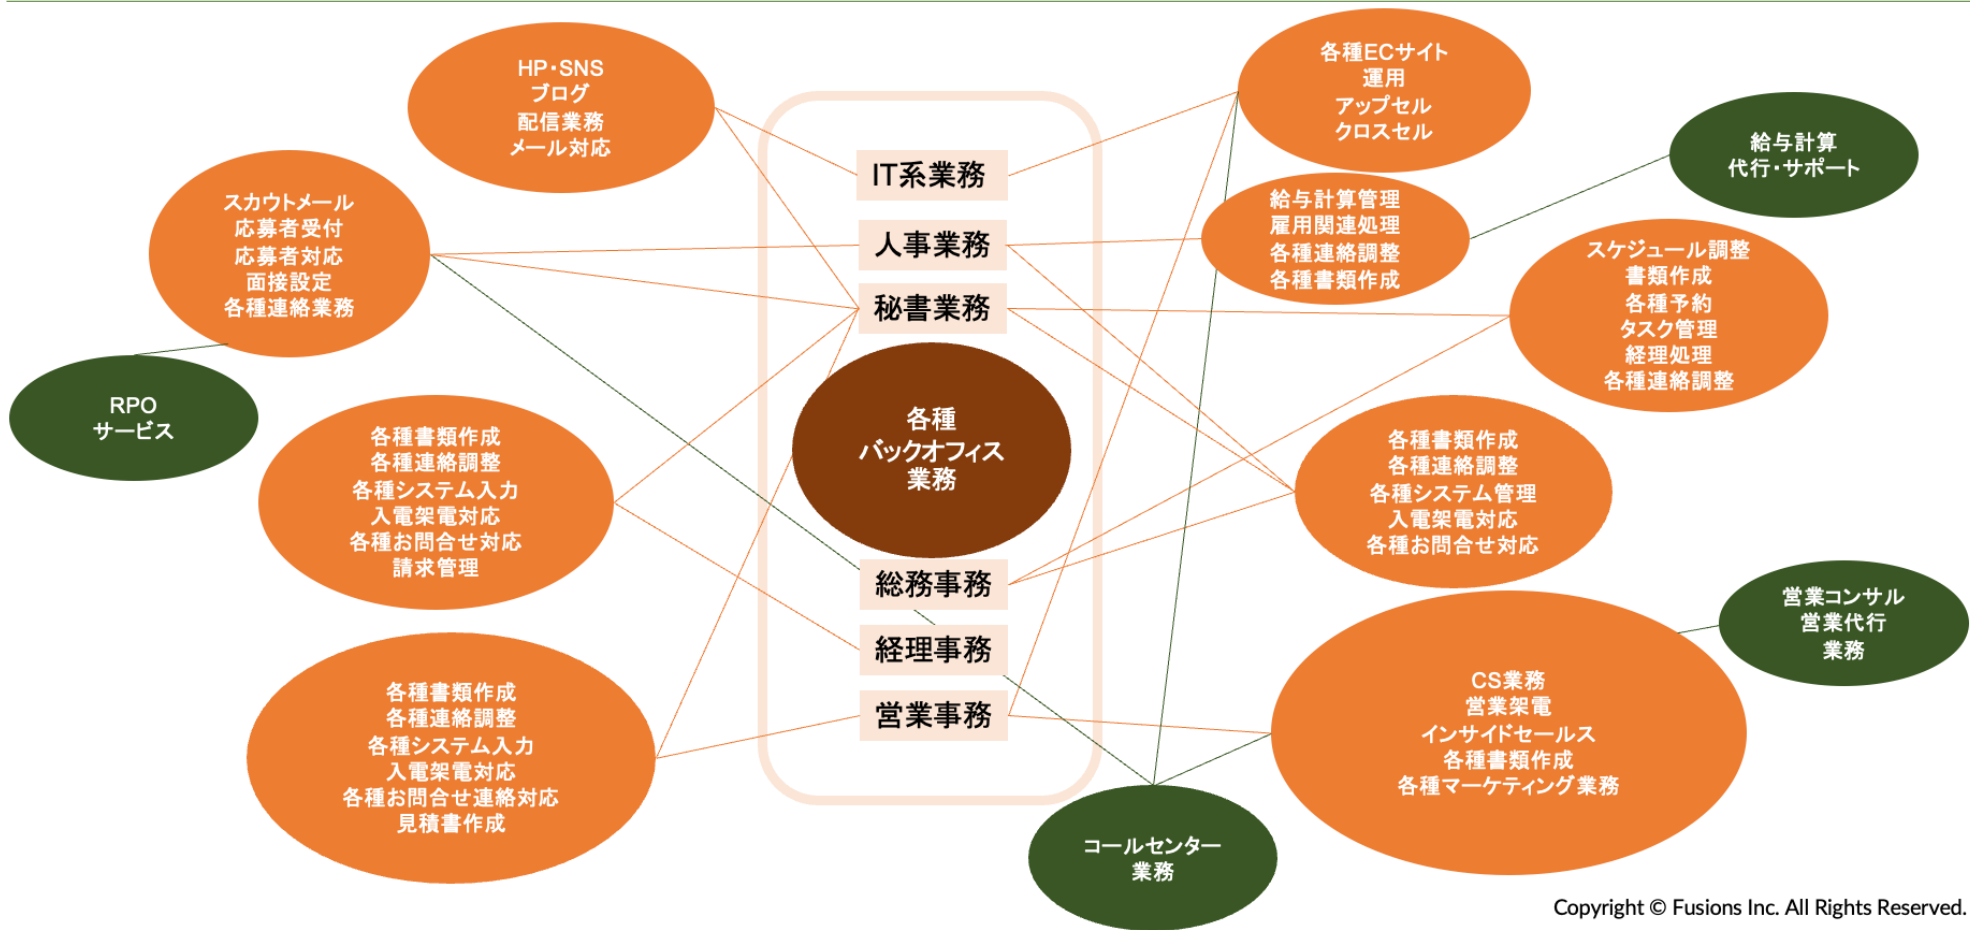 HP・SNS
ブログ
配信業務
メール対応
各種ECサイト
運用
アップセル
クロスセル
給与計算
代行・サポート
スカウトメール
応募者受付
応募者対応
面接設定
各種連絡業務
IT系業務
人事業務
秘書業務
給与計算管理
雇用関連処理
各種連絡調整
各種書類作成
スケジュール調整
書類作成
各種予約
タスク管理
経理処理
各種連絡調整
RPO
サービス
各種
バックオフィス
業務
各種書類作成
各種連絡調整
各種システム入力
入電架電対応
各種お問合せ対応
請求管理
各種書類作成
各種連絡調整
各種システム管理
入電架電対応
各種お問合せ対応
総務事務
経理事務
営業事務
営業コンサル
営業代行
業務
各種書類作成
各種連絡調整
各種システム入力
入電架電対応
各種お問合せ連絡対応
見積書作成
CS業務
営業架電
インサイドセールス
各種書類作成
各種マーケティング業務
コールセンター
業務
Copyright © Fusions Inc. All Rights Reserved.